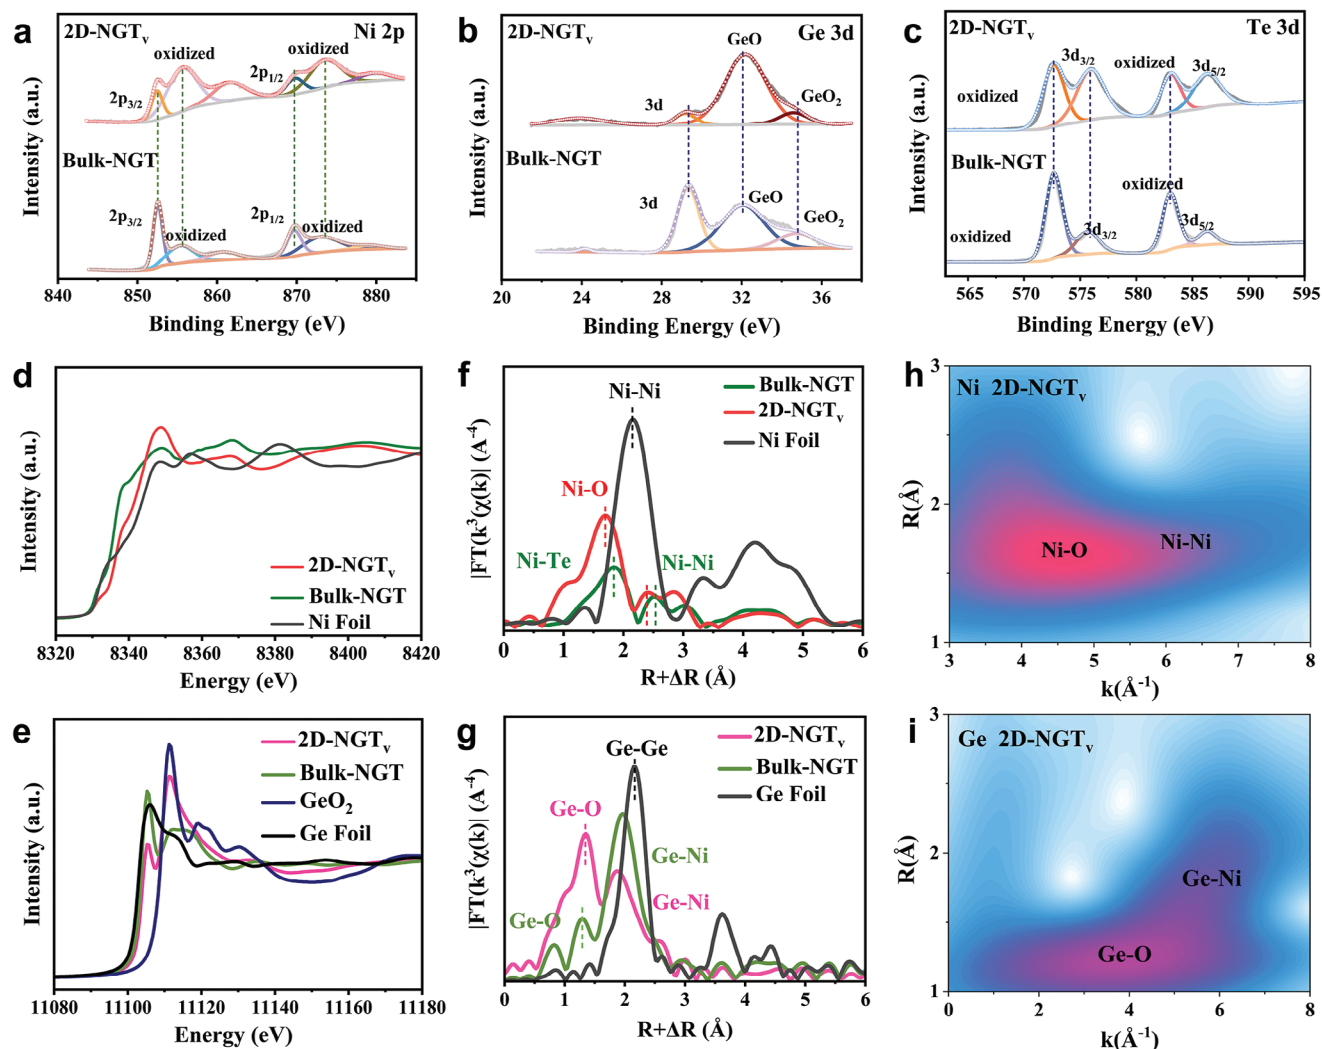 a
2D-NGTv
Ni 2p
oxidized
oxidized
2p1/2
2p3/2
Bulk-NGT
2p3/2
oxidized
2p1/2
oxidized
Intensity (a.u.)
840 850 860 870 880
Binding Energy (eV)
b
2D-NGTv
GeO
Ge 3d
3d
GeO2
Bulk-NGT
3d
GeO
GeO2
Intensity (a.u.)
20 24 28 32 36
Binding Energy (eV)
c
2D-NGTv
Te 3d
3d3/2
oxidized
3d5/2
oxidized
Bulk-NGT
oxidized
oxidized
3d3/2
3d5/2
Intensity (a.u.)
565 570 575 580 585 590 595
Binding Energy (eV)
d
2D-NGTv
Bulk-NGT
Ni Foil
Intensity (a.u.)
8320 8340 8360 8380 8400 8420
Energy (eV)
f
Ni-Ni
Bulk-NGT
2D-NGTv
Ni Foil
Ni-O
Ni-Te
Ni-Ni
|FT(k3(χ(k)| (A-4)
0 1 2 3 4 5 6
R+ΔR (Å)
h
Ni 2D-NGTv
Ni-O
Ni-Ni
R(Å)
3
2
1
3 4 5 6 7 8
k(Å-1)
e
2D-NGTv
Bulk-NGT
GeO2
Ge Foil
Intensity (a.u.)
11080 11100 11120 11140 11160 11180
Energy (eV)
g
Ge-Ge
2D-NGTv
Bulk-NGT
Ge Foil
Ge-O
Ge-Ni
Ge-Ni
Ge-O
|FT(k3(χ(k)| (A-4)
0 1 2 3 4 5 6
R+ΔR (Å)
i
Ge 2D-NGTv
Ge-Ni
Ge-O
R(Å)
3
2
1
0 2 4 6 8
k(Å-1)